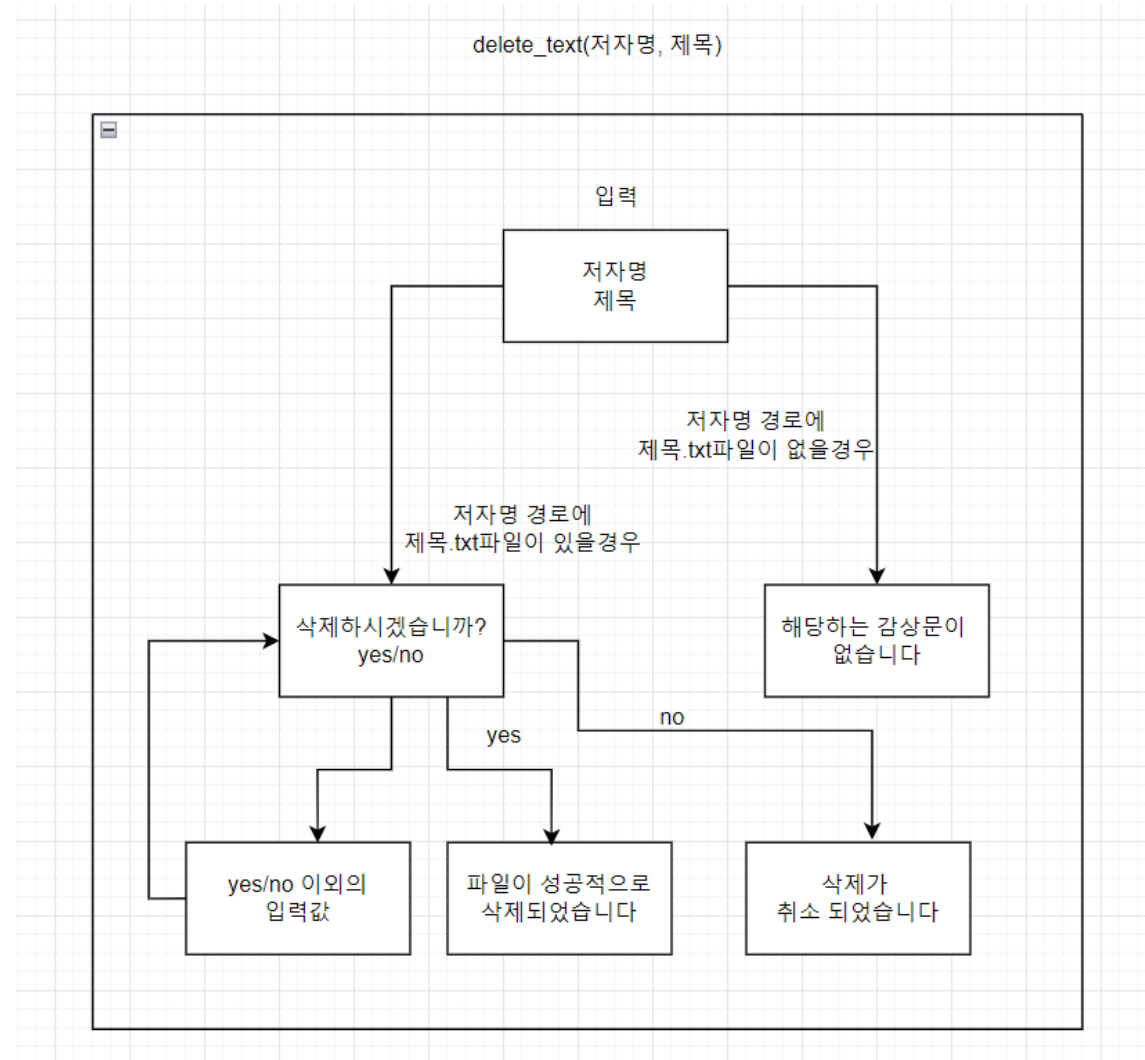 delete_text(저자명, 제목)
입력
저자명
제목
저자명 경로에
제목.txt파일이 없을경우
저자명 경로에
제목.txt파일이 있을경우
삭제하시겠습니까?
yes/no
해당하는 감상문이
없습니다
no
yes
yes/no 이외의
입력값
파일이 성공적으로
삭제되었습니다
삭제가
취소 되었습니다